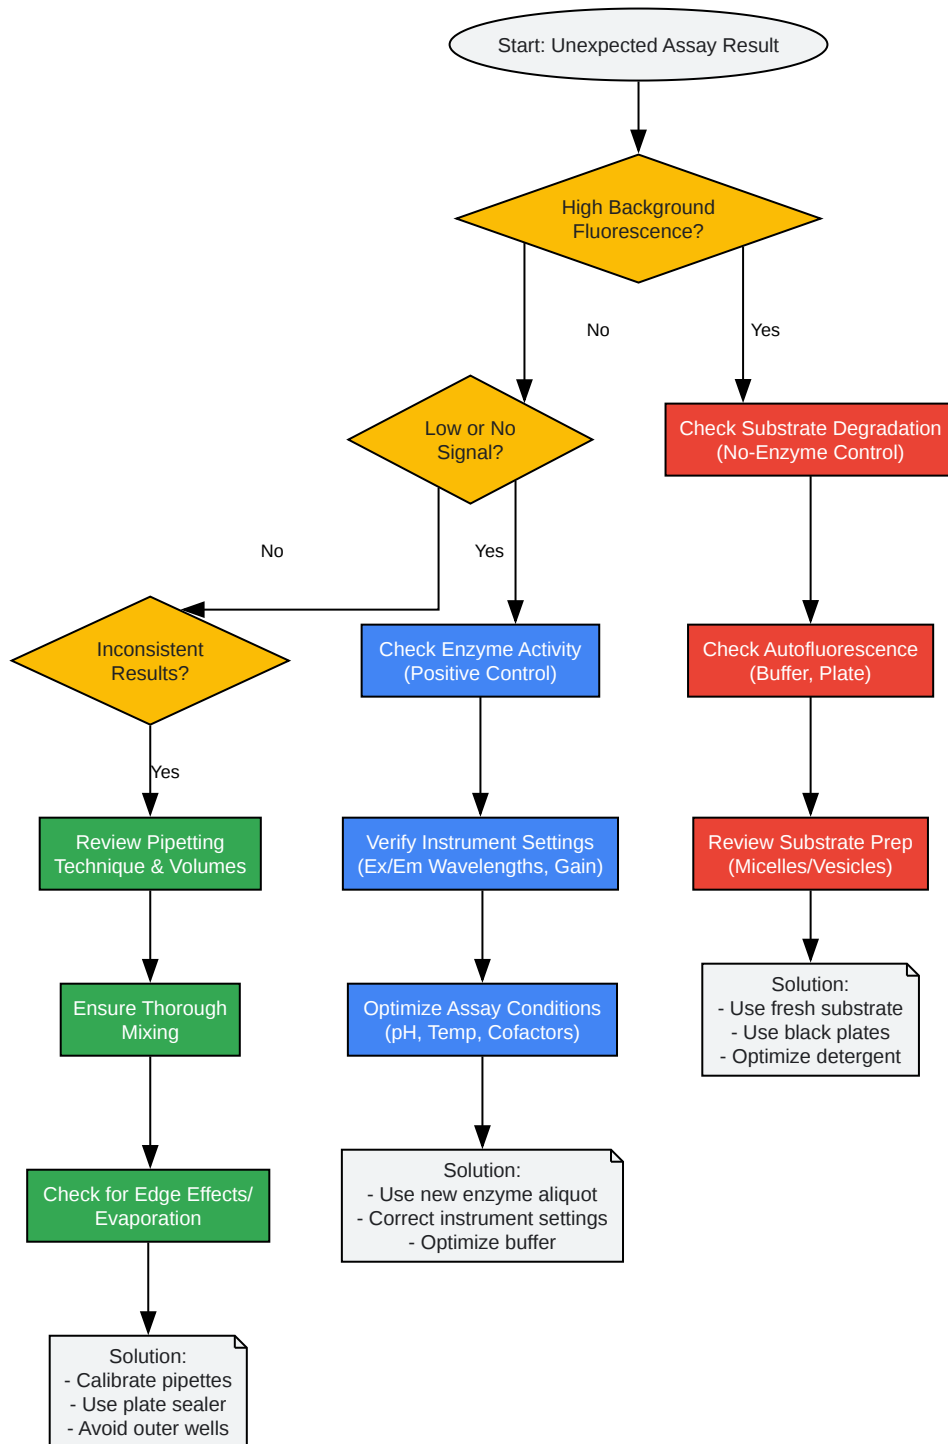 Start: Unexpected Assay Result
High Background
Fluorescence?
No
Yes
Low or No
Signal?
Check Substrate Degradation
(No-Enzyme Control)
No
Yes
Inconsistent
Results?
Check Enzyme Activity
(Positive Control)
Check Autofluorescence
(Buffer, Plate)
Yes
Review Pipetting
Technique & Volumes
Verify Instrument Settings
(Ex/Em Wavelengths, Gain)
Review Substrate Prep
(Micelles/Vesicles)
Ensure Thorough
Mixing
Optimize Assay Conditions
(pH, Temp, Cofactors)
Solution:
- Use fresh substrate
- Use black plates
- Optimize detergent
Check for Edge Effects/
Evaporation
Solution:
- Use new enzyme aliquot
- Correct instrument settings
- Optimize buffer
Solution:
- Calibrate pipettes
- Use plate sealer
- Avoid outer wells